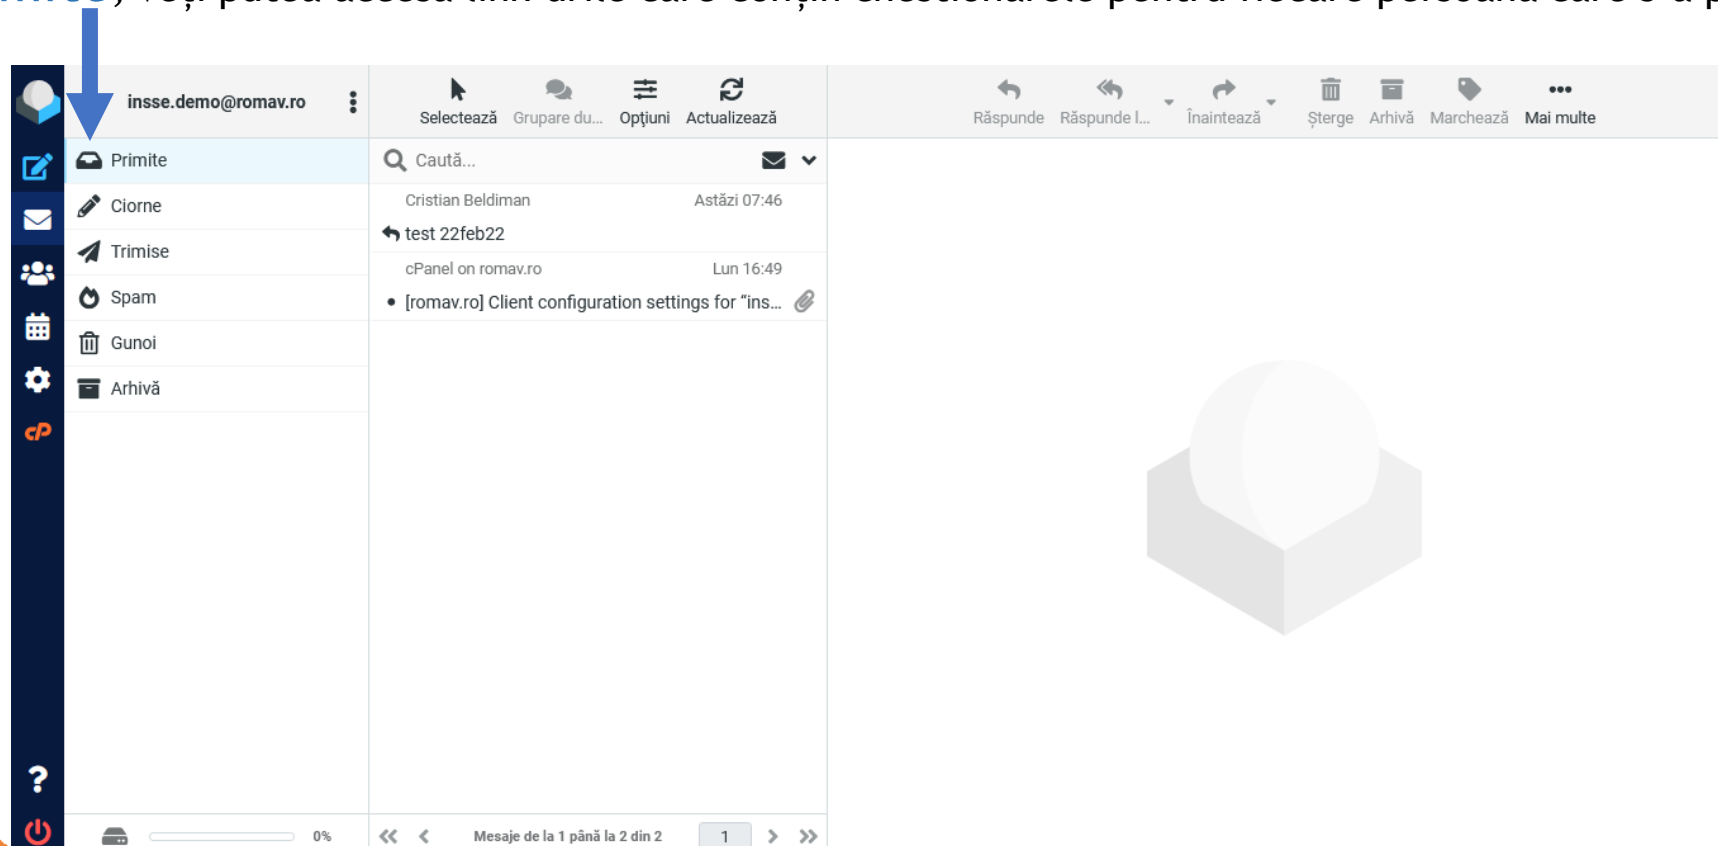 insse.demo@romav.ro
Selectează Grupare du... Opţiuni Actualizează
Răspunde Răspunde l... Înaintează Șterge Arhivă Marchează Mai multe
Primite
Ciorne
Trimise
Spam
Gunoi
Arhivă
Caută...
Cristian Beldiman Astăzi 07:46
test 22feb22
cPanel on romav.ro Lun 16:49
[romav.ro] Client configuration settings for “ins...
cP
?
0%
Mesaje de la 1 până la 2 din 2 1